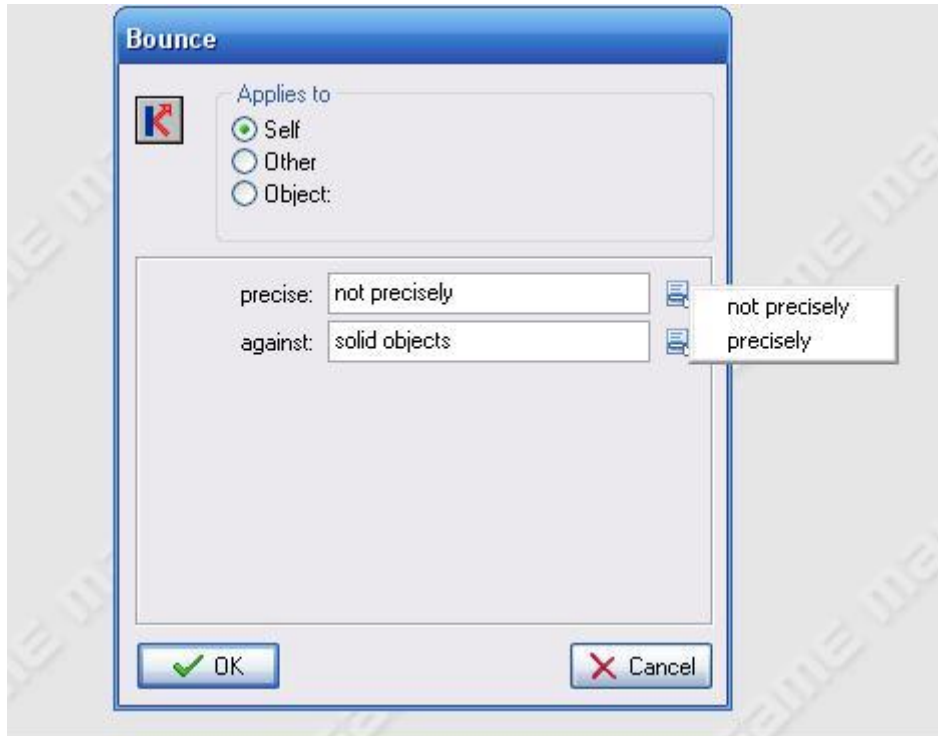 Bounce
Applies to
Self
Other
Object:
precise: not precisely
against: solid objects
not precisely
precisely
OK
Cancel